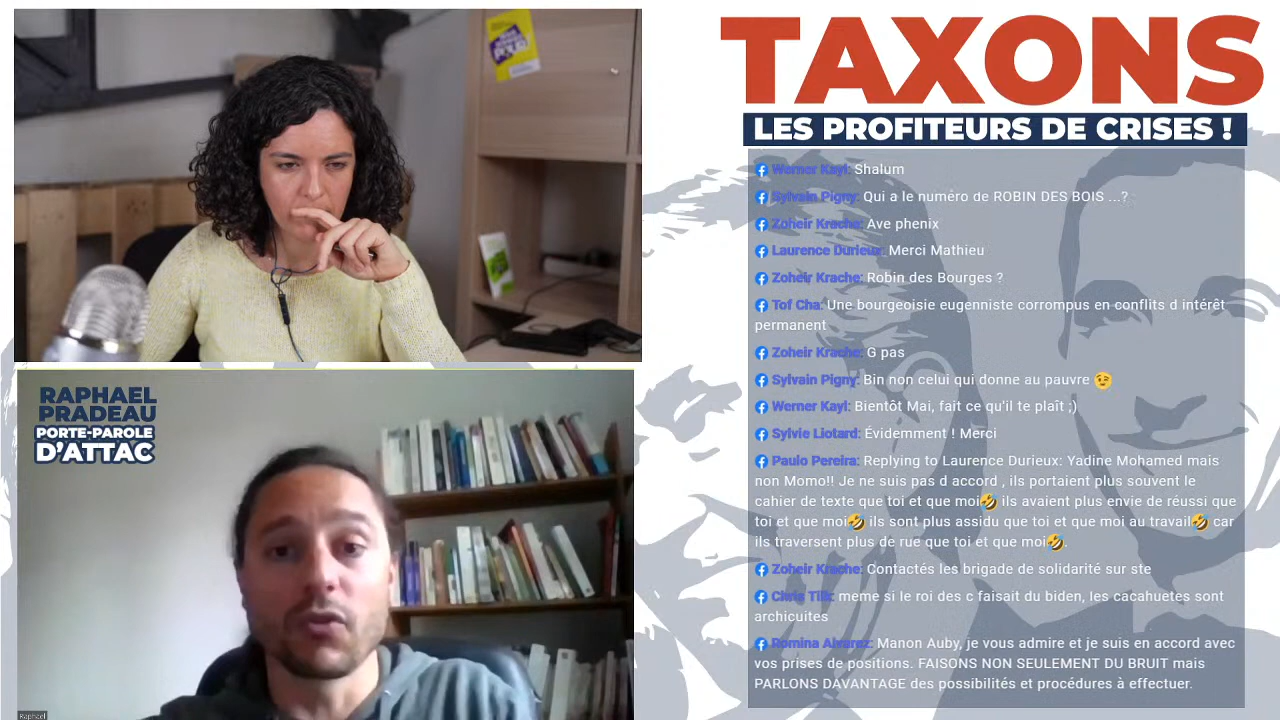 TAXONS
LES PROFITEURS DE CRISES !
RAPHAEL
PRADEAU
PORTE-PAROLE
D'ATTAC
Raphael
Werner Kayl: Shalum
Sylvain Pigny: Qui a le numéro de ROBIN DES BOIS ...?
Zoheir Krache: Ave phenix
Laurence Durieux: Merci Mathieu
Zoheir Krache: Robin des Bourges ?
Tof Cha: Une bourgeoisie eugenniste corrompus en conflits d intérêt
permanent
Zoheir Krache: G pas
Sylvain Pigny: Bin non celui qui donne au pauvre 😉
Werner Kayl: Bientôt Mai, fait ce qu'il te plaît ;)
Sylvie Liotard: Évidemment ! Merci
Paulo Pereira: Replying to Laurence Durieux: Yadine Mohamed mais
non Momo!! Je ne suis pas d accord , ils portaient plus souvent le
cahier de texte que toi et que moi🤣 ils avaient plus envie de réussi que
toi et que moi🤣 ils sont plus assidu que toi et que moi au travail🤣 car
ils traversent plus de rue que toi et que moi🤣.
Zoheir Krache: Contactés les brigade de solidarité sur ste
Chris Tilk: meme si le roi des c faisait du biden, les cacahuetes sont
archicuites
Romina Alvarez: Manon Auby, je vous admire et je suis en accord avec
vos prises de positions. FAISONS NON SEULEMENT DU BRUIT mais
PARLONS DAVANTAGE des possibilités et procédures à effectuer.